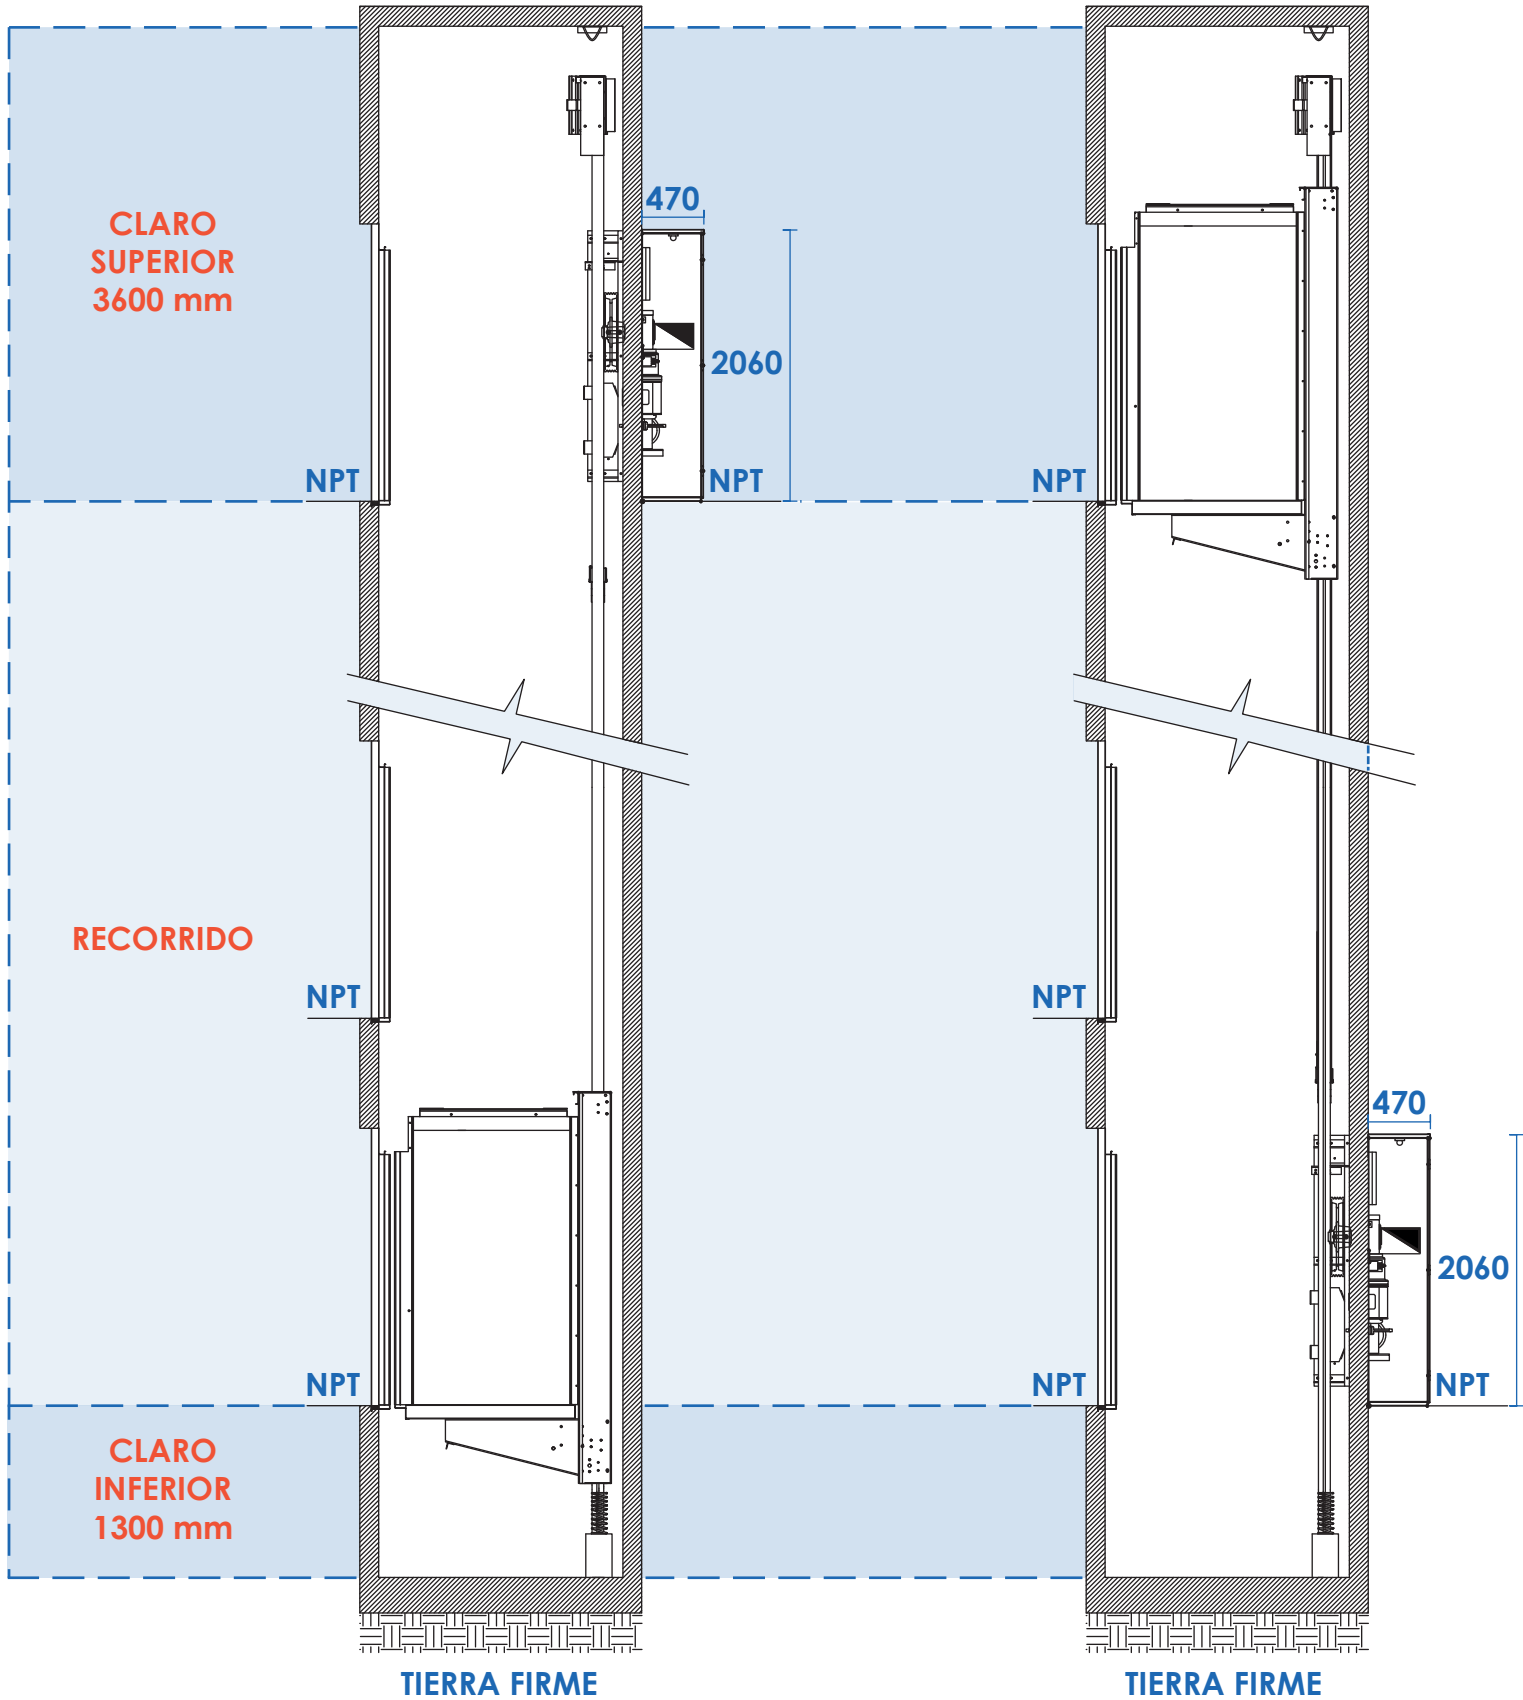 CLARO
SUPERIOR
3600 mm
470
2060
NPT
NPT
NPT
RECORRIDO
NPT
NPT
470
2060
NPT
NPT
NPT
CLARO
INFERIOR
1300 mm
TIERRA FIRME
TIERRA FIRME